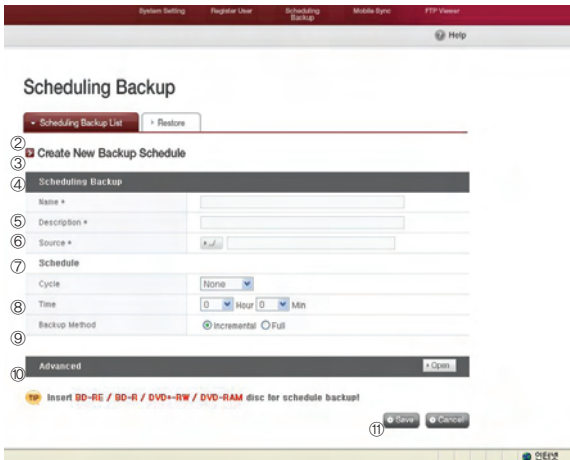 System Setting Register User Scheduling Backup Mobile Sync FTP Viewer
Help
Scheduling Backup
Scheduling Backup List Restore
②
Create New Backup Schedule
③
④ Scheduling Backup
Name *
⑤ Description *
⑥ Source * ../
⑦ Schedule
Cycle None
⑧ Time 0 Hour 0 Min
Backup Method Incremental Full
⑨
⑩ Advanced Open
TIP Insert BD-RE / BD-R / DVD+-RW / DVD-RAM disc for schedule backup!
⑪ Save Cancel
인터넷